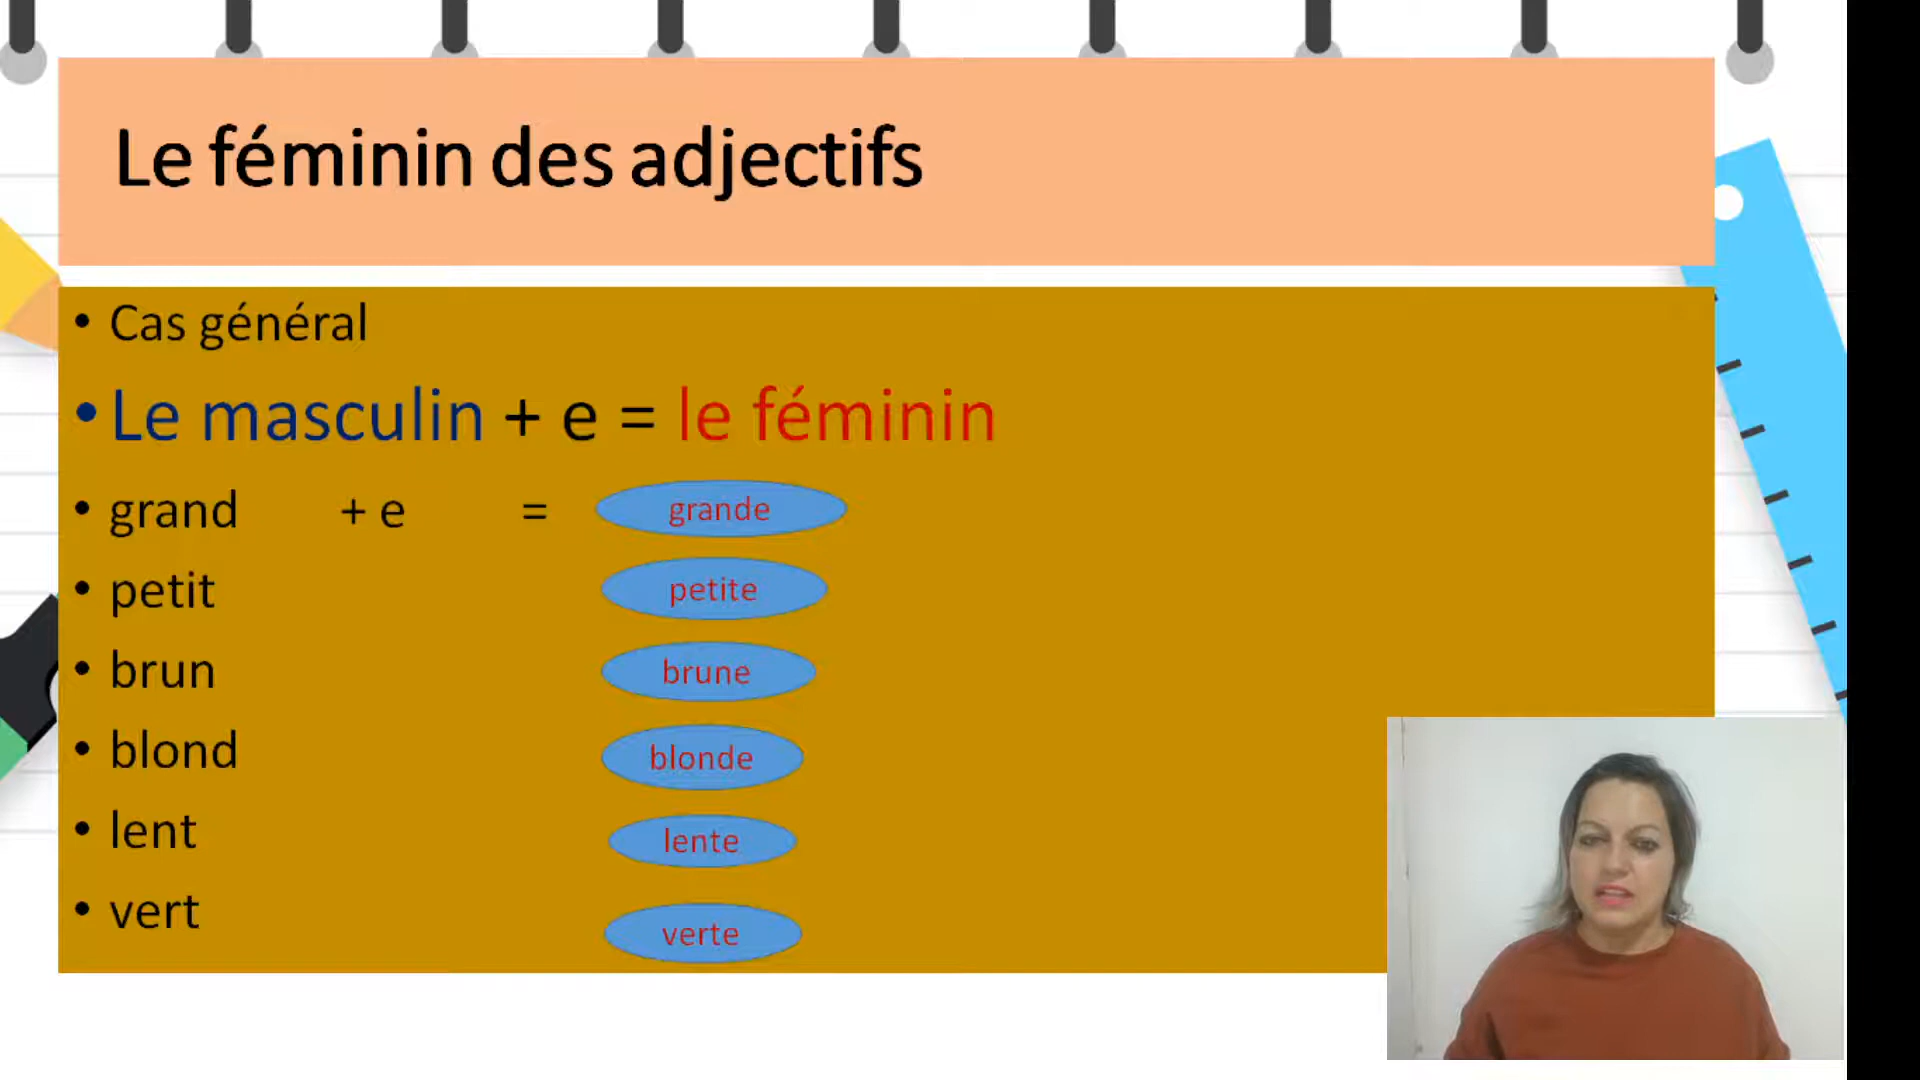 Le féminin des adjectifs
• Cas général
• Le masculin + e = le féminin
• grand + e = grande
• petit petite
• brun brune
• blond blonde
• lent lente
• vert verte